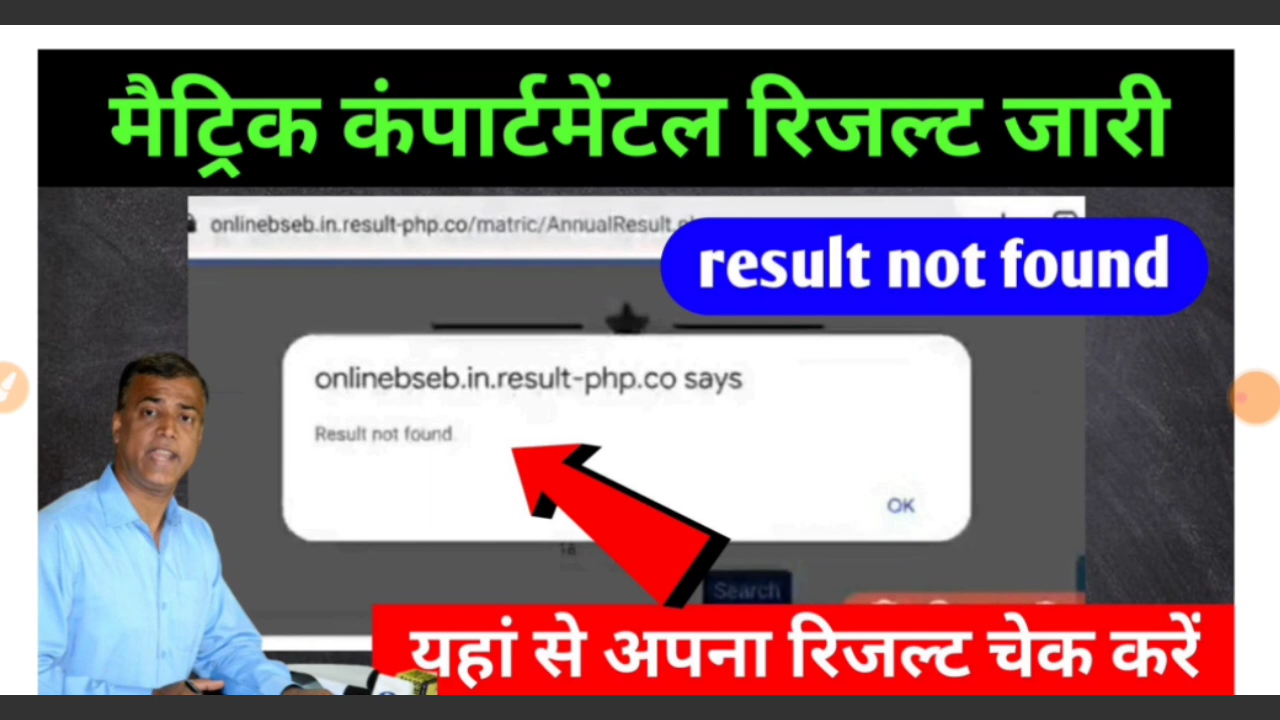 मैट्रिक कंपार्टमेंटल रिजल्ट जारी
onlinebseb.in.result-php.co/matric/AnnualResult.
result not found
onlinebseb.in.result-php.co says
Result not found
OK
Search
यहां से अपना रिजल्ट चेक करें